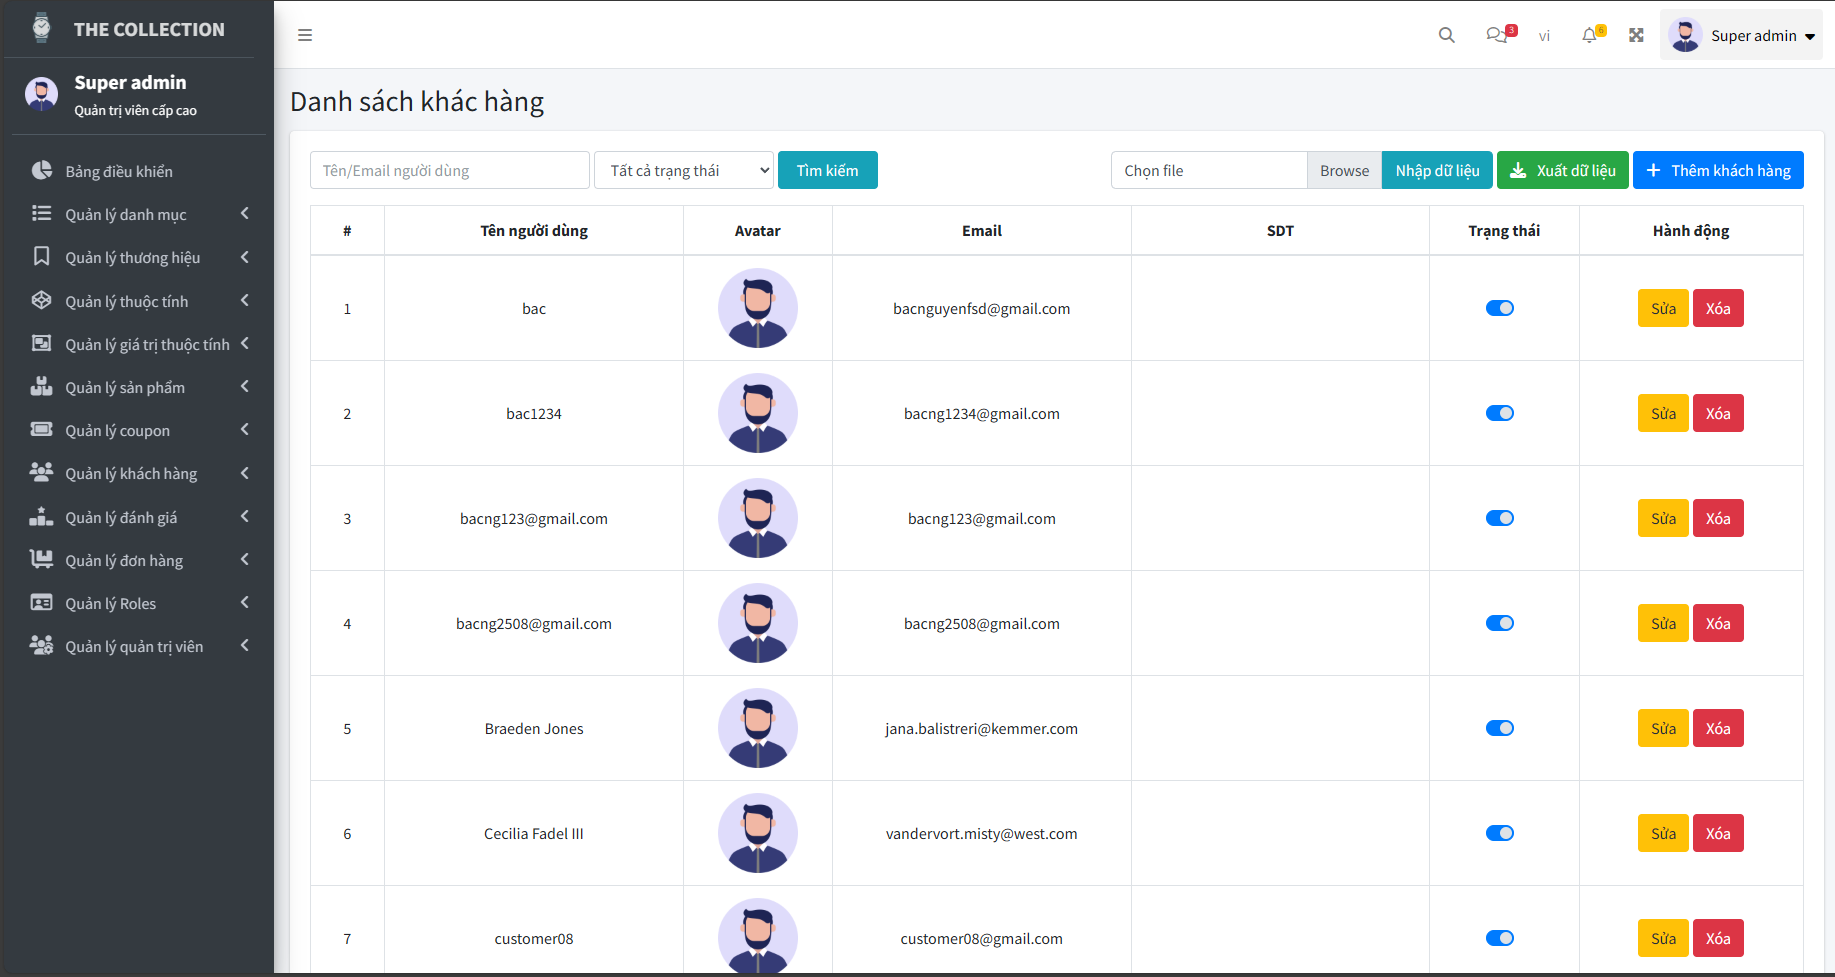 THE COLLECTION
Super admin
Quản trị viên cấp cao
Bảng điều khiển
Quản lý danh mục
Quản lý thương hiệu
Quản lý thuộc tính
Quản lý giá trị thuộc tính
Quản lý sản phẩm
Quản lý coupon
Quản lý khách hàng
Quản lý đánh giá
Quản lý đơn hàng
Quản lý Roles
Quản lý quản trị viên
3 vi 6 Super admin
Danh sách khác hàng
Tên/Email người dùng Tất cả trạng thái Tìm kiếm Chọn file Browse Nhập dữ liệu Xuất dữ liệu Thêm khách hàng
# Tên người dùng Avatar Email SDT Trạng thái Hành động
1 bac bacnguyenfsd@gmail.com Sửa Xóa
2 bac1234 bacng1234@gmail.com Sửa Xóa
3 bacng123@gmail.com bacng123@gmail.com Sửa Xóa
4 bacng2508@gmail.com bacng2508@gmail.com Sửa Xóa
5 Braeden Jones jana.balistreri@kemmer.com Sửa Xóa
6 Cecilia Fadel III vandervort.misty@west.com Sửa Xóa
7 customer08 customer08@gmail.com Sửa Xóa